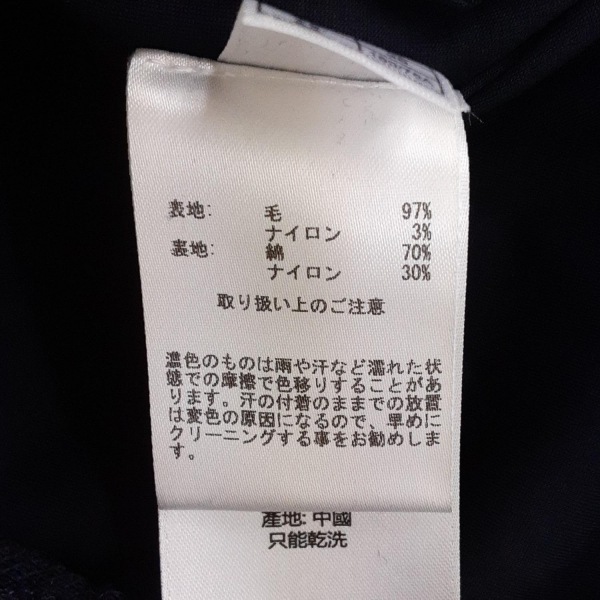 表地: 毛 97%
ナイロン 3%
裏地: 綿 70%
ナイロン 30%
取り扱い上のご注意
濃色のものは雨や汗など濡れた状
態での摩擦で色移りすることがあ
ります。汗の付着のままでの放置
は変色の原因になるので、早めに
クリーニングする事をお勧めしま
す。
產地: 中國
只能乾洗